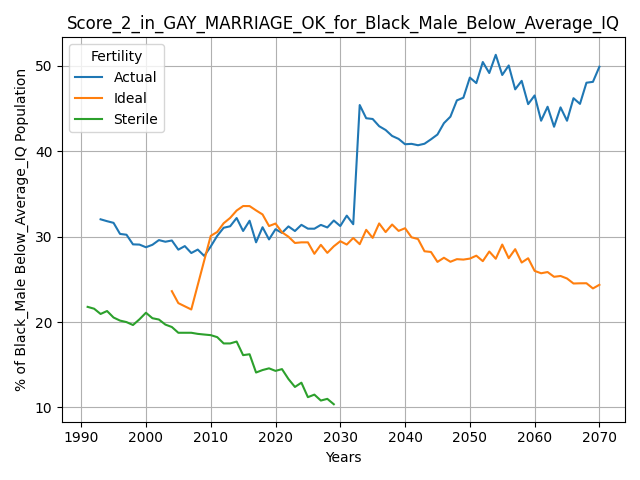 Score_2_in_GAY_MARRIAGE_OK_for_Black_Male_Below_Average_IQ
Fertility
Actual
Ideal
Sterile
% of Black_Male Below_Average_IQ Population
50
40
30
20
10
1990 2000 2010 2020 2030 2040 2050 2060 2070
Years